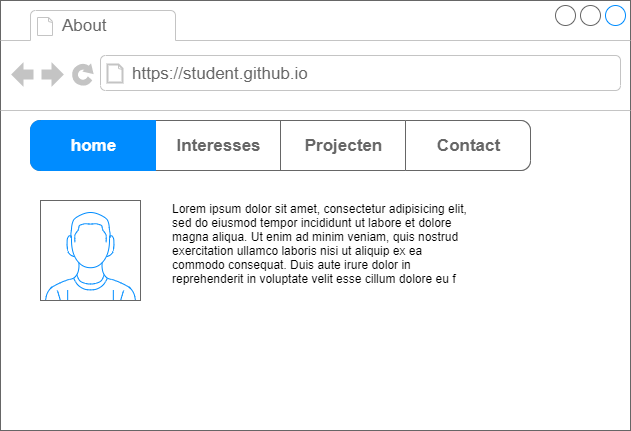 About
https://student.github.io
home Interesses Projecten Contact
Lorem ipsum dolor sit amet, consectetur adipisicing elit,
sed do eiusmod tempor incididunt ut labore et dolore
magna aliqua. Ut enim ad minim veniam, quis nostrud
exercitation ullamco laboris nisi ut aliquip ex ea
commodo consequat. Duis aute irure dolor in
reprehenderit in voluptate velit esse cillum dolore eu f